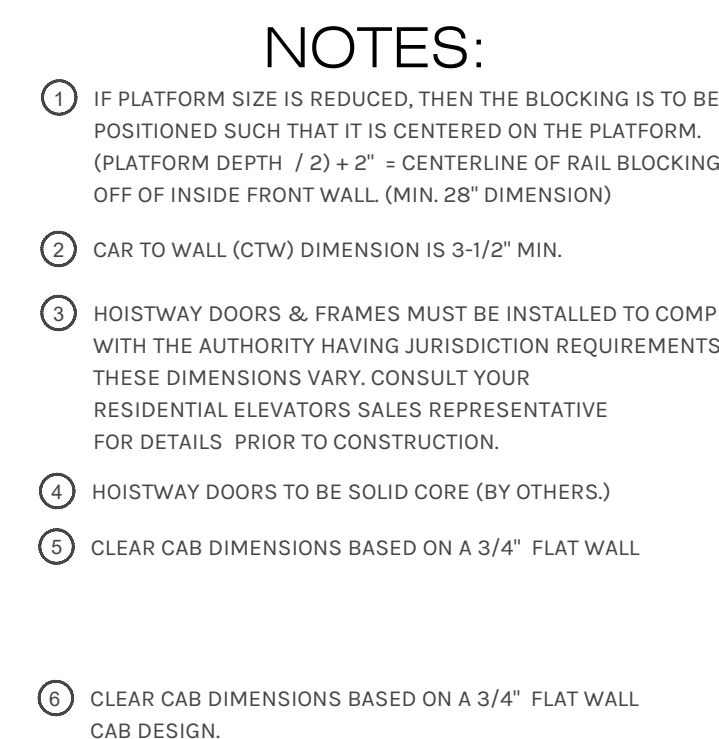 NOTES:
1 IF PLATFORM SIZE IS REDUCED, THEN THE BLOCKING IS TO BE
POSITIONED SUCH THAT IT IS CENTERED ON THE PLATFORM.
(PLATFORM DEPTH / 2) + 2" = CENTERLINE OF RAIL BLOCKING
OFF OF INSIDE FRONT WALL. (MIN. 28" DIMENSION)
2 CAR TO WALL (CTW) DIMENSION IS 3-1/2" MIN.
3 HOISTWAY DOORS & FRAMES MUST BE INSTALLED TO COMP
WITH THE AUTHORITY HAVING JURISDICTION REQUIREMENTS
THESE DIMENSIONS VARY. CONSULT YOUR
RESIDENTIAL ELEVATORS SALES REPRESENTATIVE
FOR DETAILS PRIOR TO CONSTRUCTION.
4 HOISTWAY DOORS TO BE SOLID CORE (BY OTHERS.)
5 CLEAR CAB DIMENSIONS BASED ON A 3/4" FLAT WALL
6 CLEAR CAB DIMENSIONS BASED ON A 3/4" FLAT WALL
CAB DESIGN.